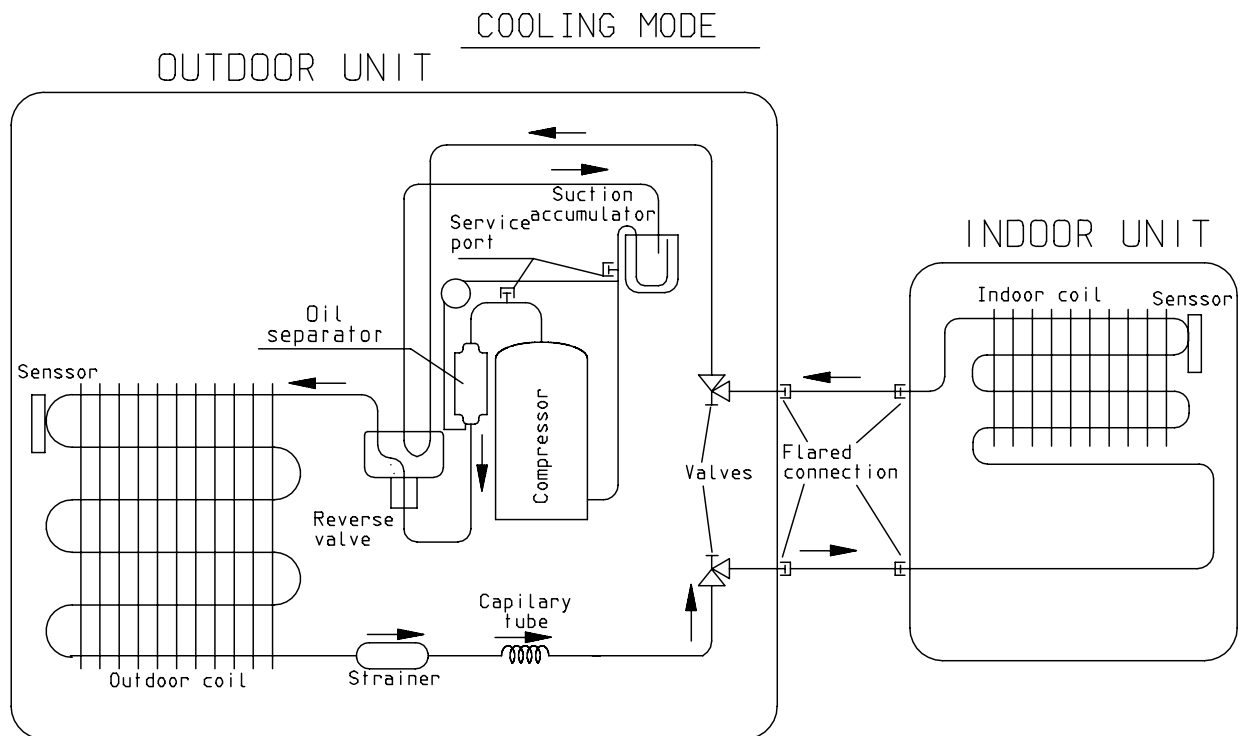 COOLING MODE
OUTDOOR UNIT
Suction
accumulator
Service
port
INDOOR UNIT
Indoor coil
Senssor
Oil
separator
Senssor
Compressor
Valves
Flared
connection
Reverse
valve
Capilary
tube
Outdoor coil
Strainer